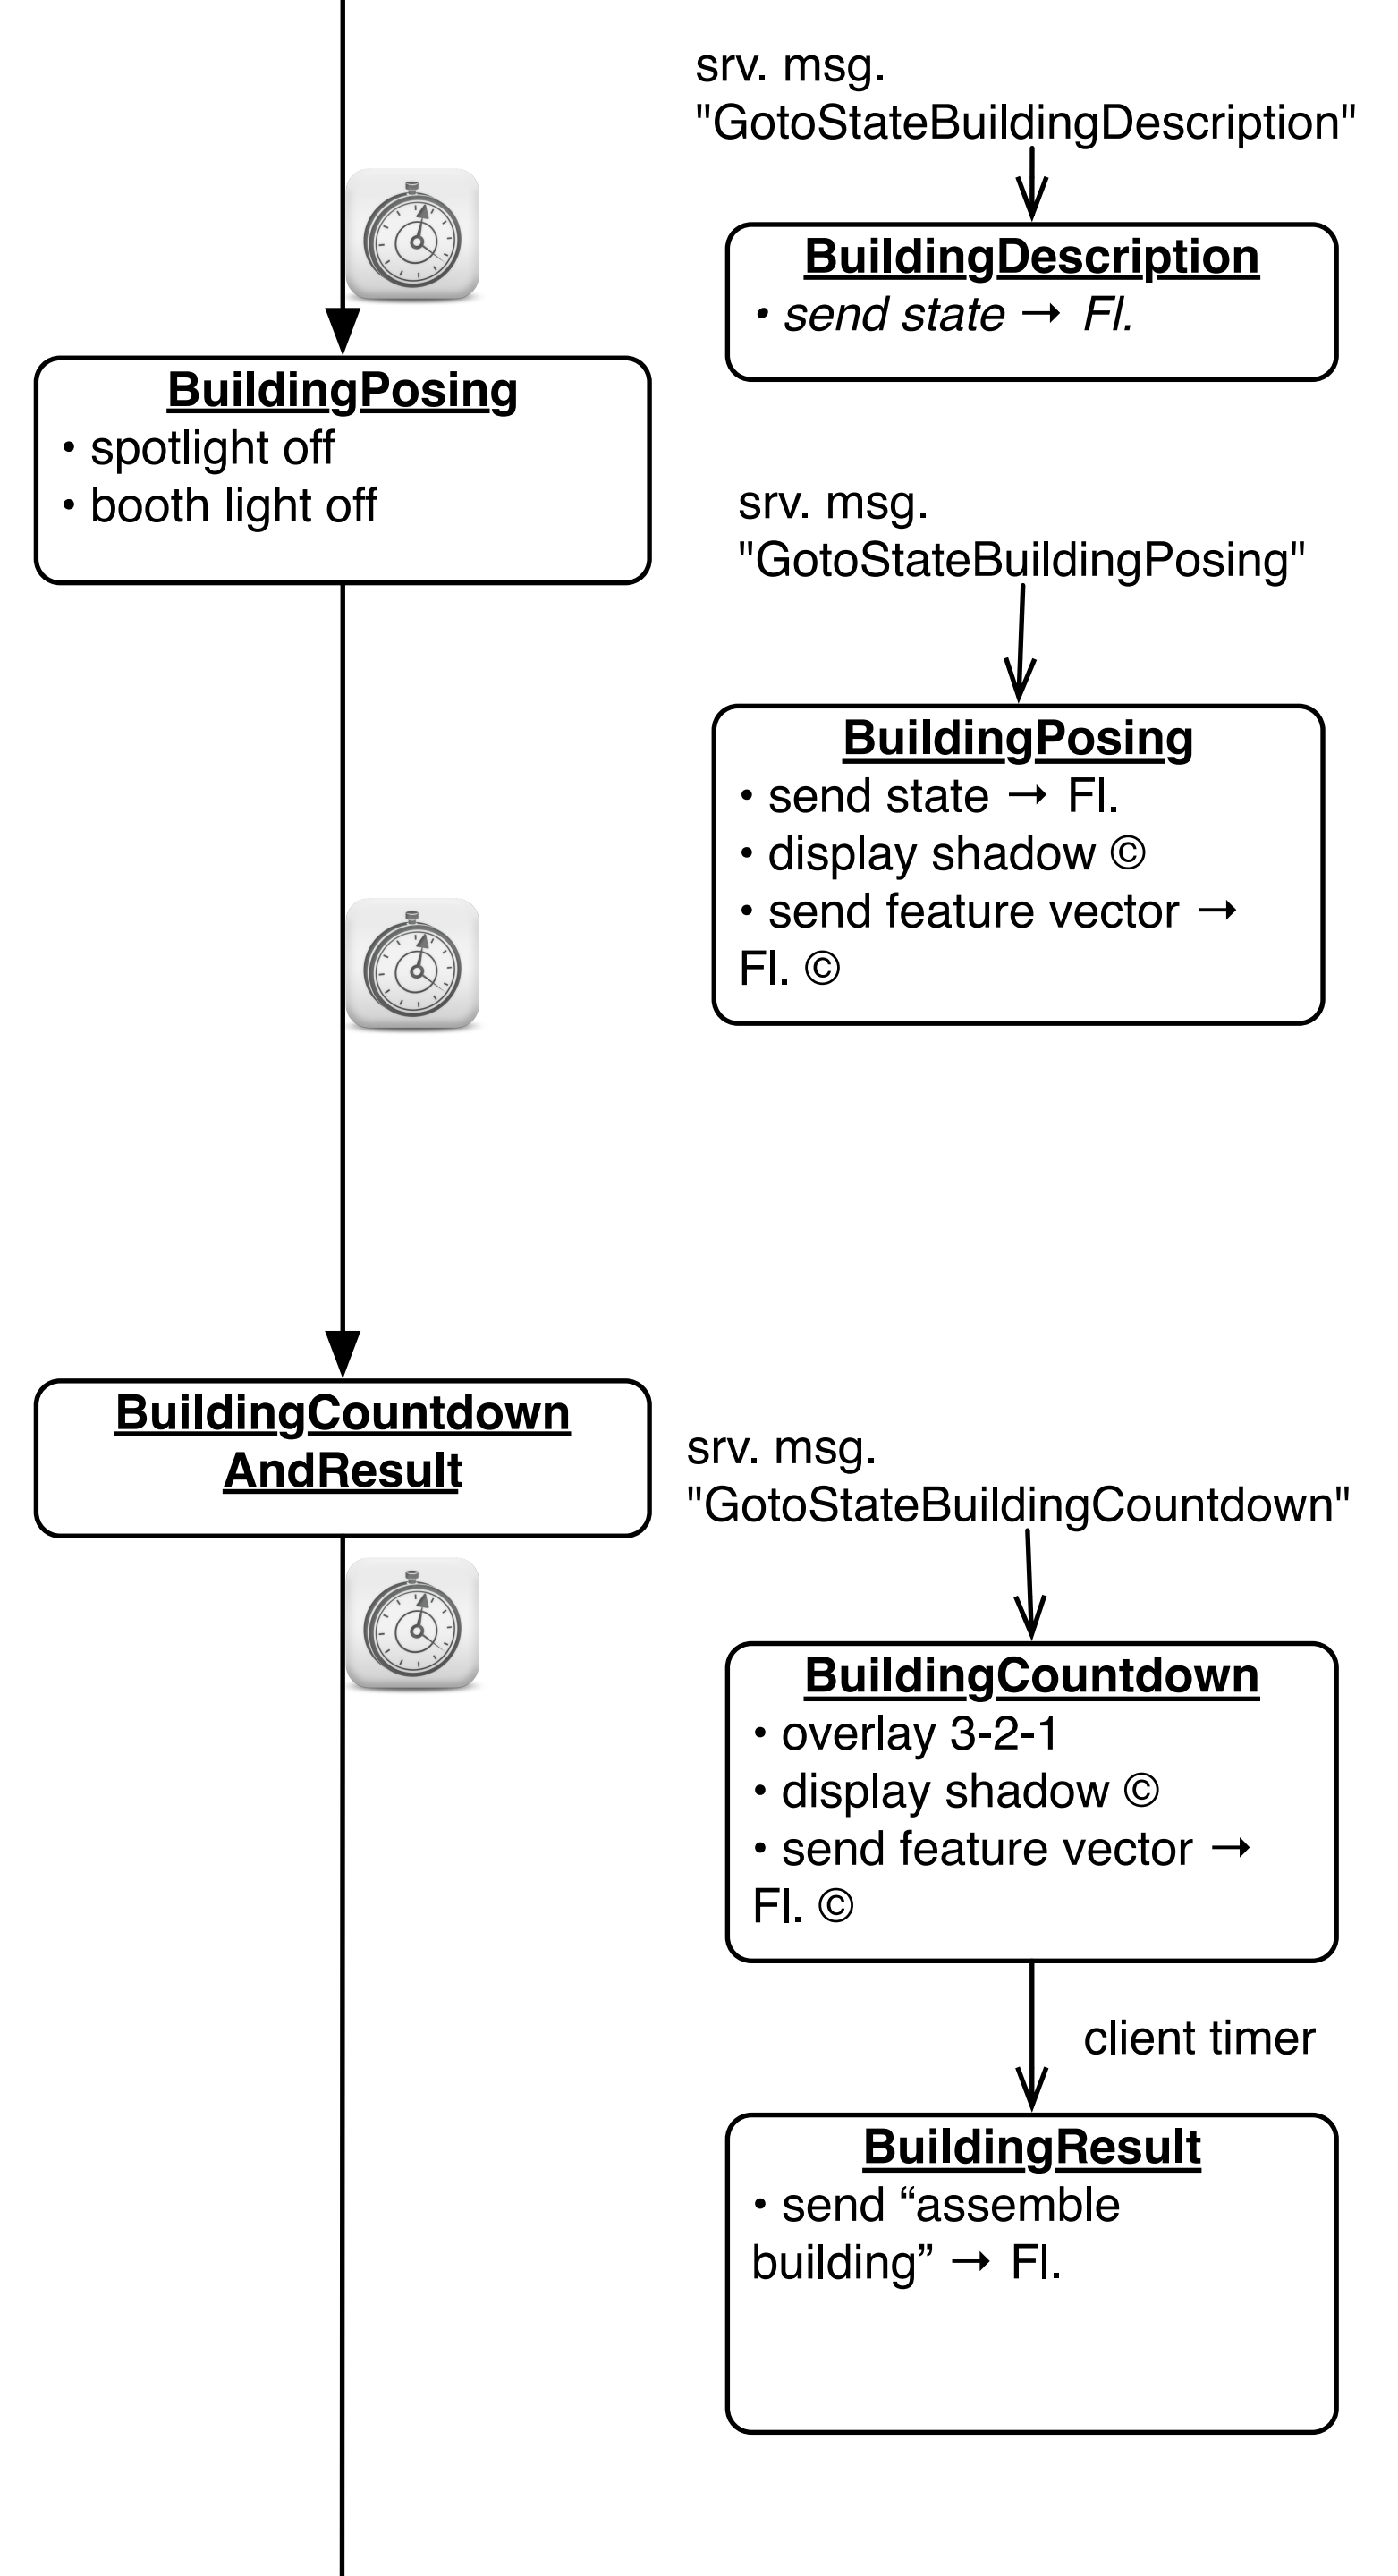 srv. msg.
"GotoStateBuildingDescription"
BuildingDescription
• send state → Fl.
BuildingPosing
• spotlight off
• booth light off
srv. msg.
"GotoStateBuildingPosing"
BuildingPosing
• send state → Fl.
• display shadow ©
• send feature vector →
Fl. ©
BuildingCountdown
AndResult
srv. msg.
"GotoStateBuildingCountdown"
BuildingCountdown
• overlay 3-2-1
• display shadow ©
• send feature vector →
Fl. ©
client timer
BuildingResult
• send “assemble
building” → Fl.